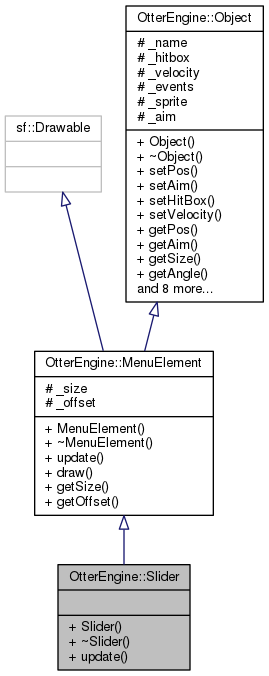 OtterEngine::Object
# _name
# _hitbox
# _velocity
# _events
# _sprite
# _aim
+ Object()
+ ~Object()
+ setPos()
+ setAim()
+ setHitBox()
+ setVelocity()
+ getPos()
+ getAim()
+ getSize()
+ getAngle()
and 8 more...
sf::Drawable
OtterEngine::MenuElement
# _size
# _offset
+ MenuElement()
+ ~MenuElement()
+ update()
+ draw()
+ getSize()
+ getOffset()
OtterEngine::Slider
+ Slider()
+ ~Slider()
+ update()